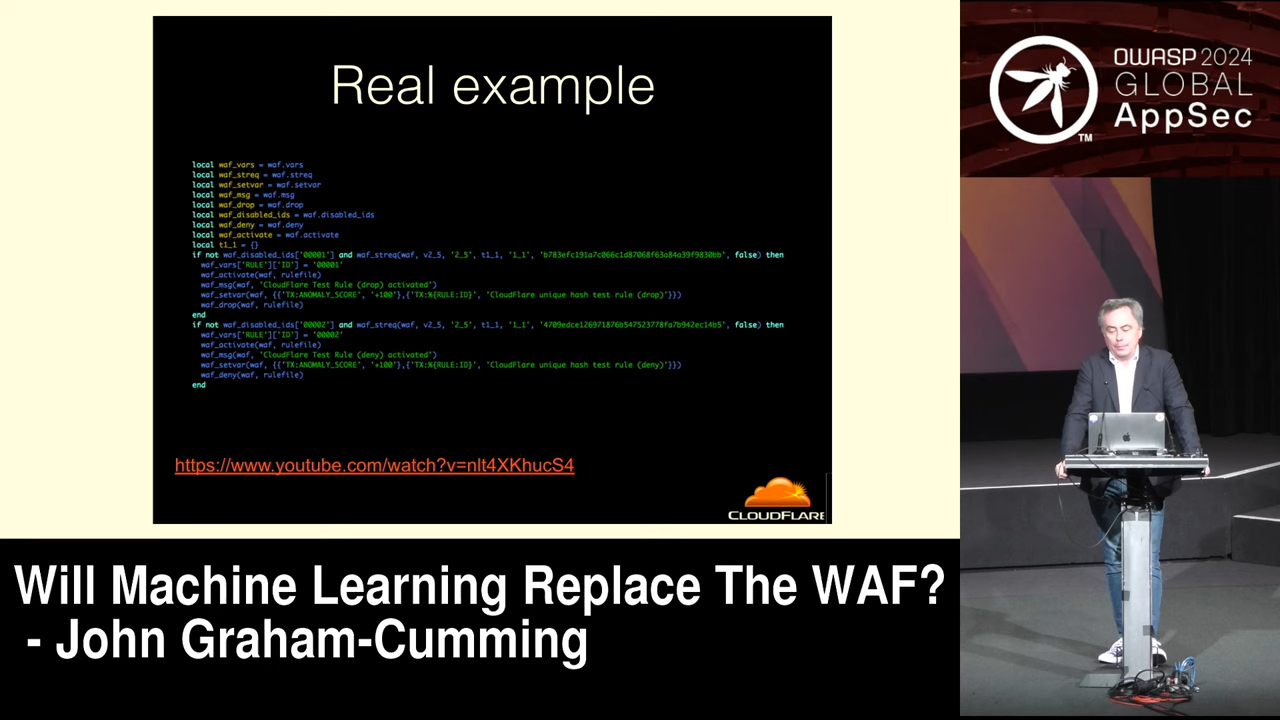 Real example
local waf_vars = waf.vars
local waf_streq = waf.streq
local waf_setvar = waf.setvar
local waf_msg = waf.msg
local waf_drop = waf.drop
local waf_disabled_ids = waf.disabled_ids
local waf_deny = waf.deny
local waf_activate = waf.activate
local t1_1 = {}
if not waf_disabled_ids['00001'] and waf_streq(waf, v2_5, '2_5', t1_1, '1_1', 'b783efc191a7c066c1d87068f63a84a39f9830bb', false) then
waf_vars['RULE']['ID'] = '00001'
waf_activate(waf, rulefile)
waf_msg(waf, 'CloudFlare Test Rule (drop) activated')
waf_setvar(waf, {{'TX:ANOMALY_SCORE', '+100'},{'TX:%{RULE:ID}', 'CloudFlare unique hash test rule (drop)'}})
waf_drop(waf, rulefile)
end
if not waf_disabled_ids['00002'] and waf_streq(waf, v2_5, '2_5', t1_1, '1_1', '4709edce126971876b547523778fa7b942ec14b5', false) then
waf_vars['RULE']['ID'] = '00002'
waf_activate(waf, rulefile)
waf_msg(waf, 'CloudFlare Test Rule (deny) activated')
waf_setvar(waf, {{'TX:ANOMALY_SCORE', '+100'},{'TX:%{RULE:ID}', 'CloudFlare unique hash test rule (deny)'}})
waf_deny(waf, rulefile)
end
https://www.youtube.com/watch?v=nlt4XKhucS4
CLOUDFLARE
OWASP 2024
GLOBAL
AppSec
TM
Will Machine Learning Replace The WAF?
- John Graham-Cumming